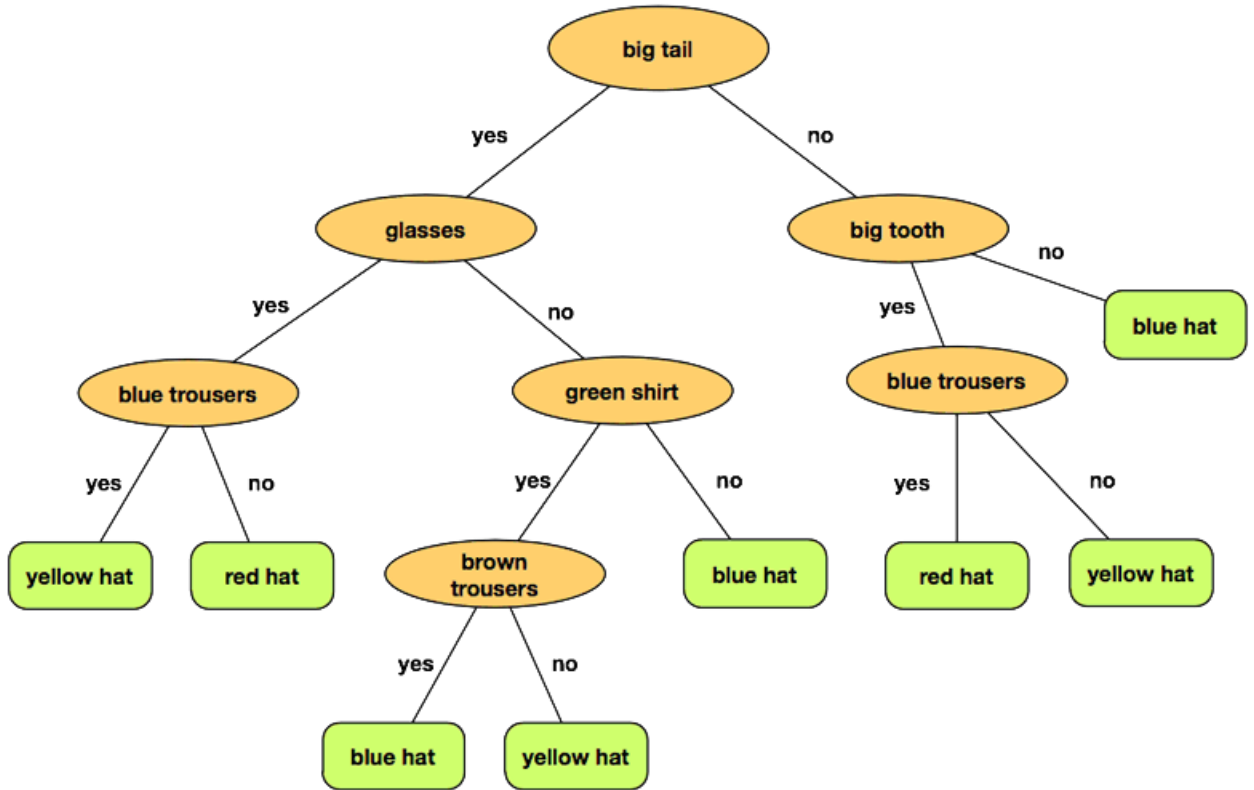 big tail
yes
no
glasses
big tooth
no
yes
no
yes
blue hat
blue trousers
green shirt
blue trousers
yes
no
yes
no
yes
no
yellow hat
red hat
brown
trousers
blue hat
red hat
yellow hat
yes
no
blue hat
yellow hat